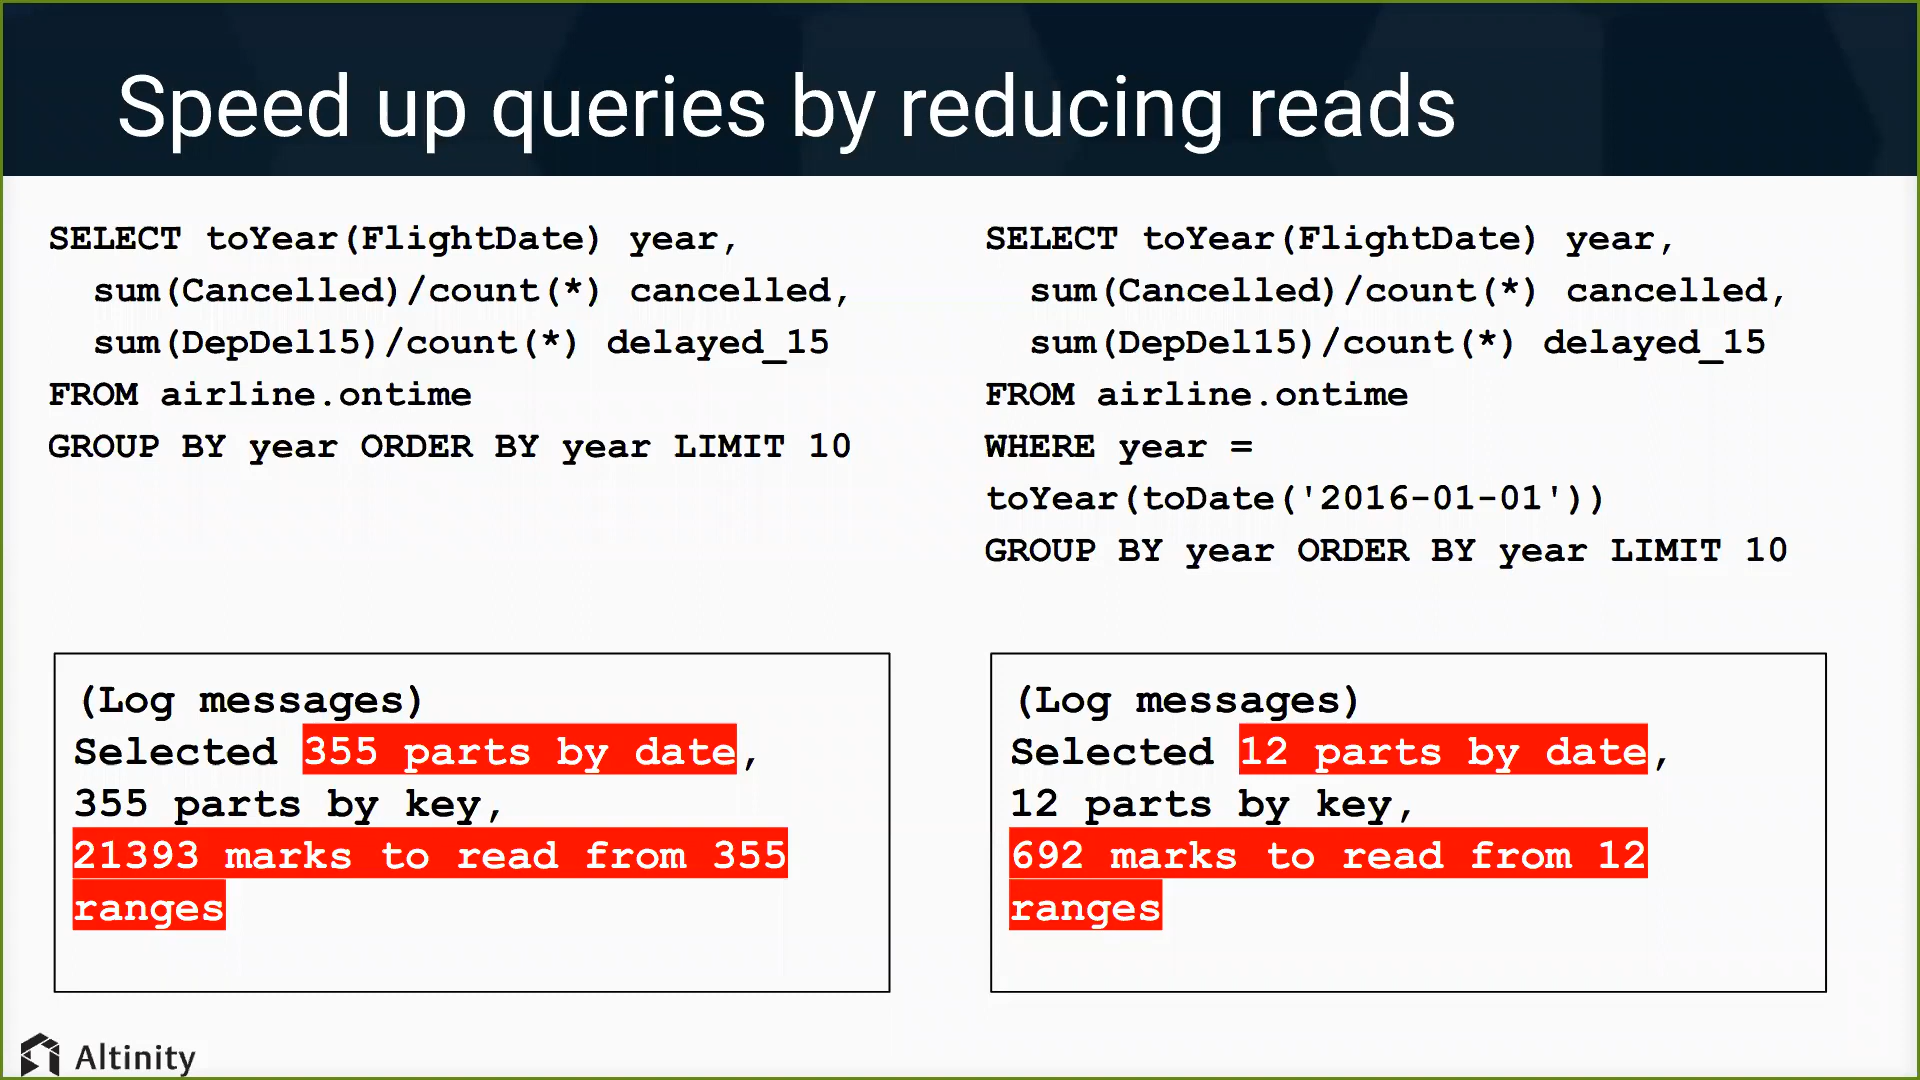 Speed up queries by reducing reads
SELECT toYear(FlightDate) year,
sum(Cancelled)/count(*) cancelled,
sum(DepDel15)/count(*) delayed_15
FROM airline.ontime
GROUP BY year ORDER BY year LIMIT 10
SELECT toYear(FlightDate) year,
sum(Cancelled)/count(*) cancelled,
sum(DepDel15)/count(*) delayed_15
FROM airline.ontime
WHERE year =
toYear(toDate('2016-01-01'))
GROUP BY year ORDER BY year LIMIT 10
(Log messages)
Selected 355 parts by date,
355 parts by key,
21393 marks to read from 355
ranges
(Log messages)
Selected 12 parts by date,
12 parts by key,
692 marks to read from 12
ranges
Altinity